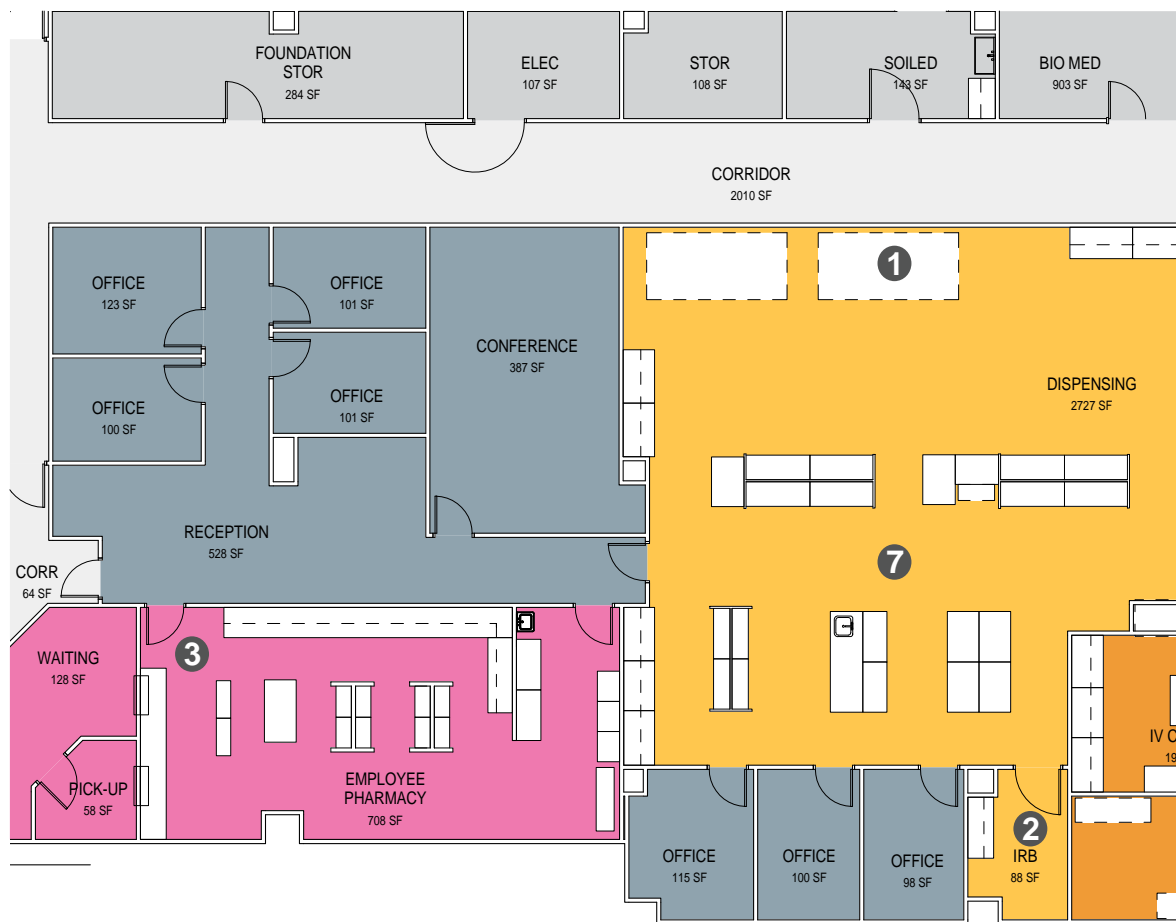 FOUNDATION
STOR
284 SF
ELEC
107 SF
STOR
108 SF
SOILED
143 SF
BIO MED
903 SF
CORRIDOR
2010 SF
OFFICE
123 SF
OFFICE
101 SF
CONFERENCE
387 SF
1
DISPENSING
2727 SF
OFFICE
100 SF
OFFICE
101 SF
RECEPTION
528 SF
7
CORR
64 SF
WAITING
128 SF
3
PICK-UP
58 SF
EMPLOYEE
PHARMACY
708 SF
IV C
19
OFFICE
115 SF
OFFICE
100 SF
OFFICE
98 SF
2
IRB
88 SF